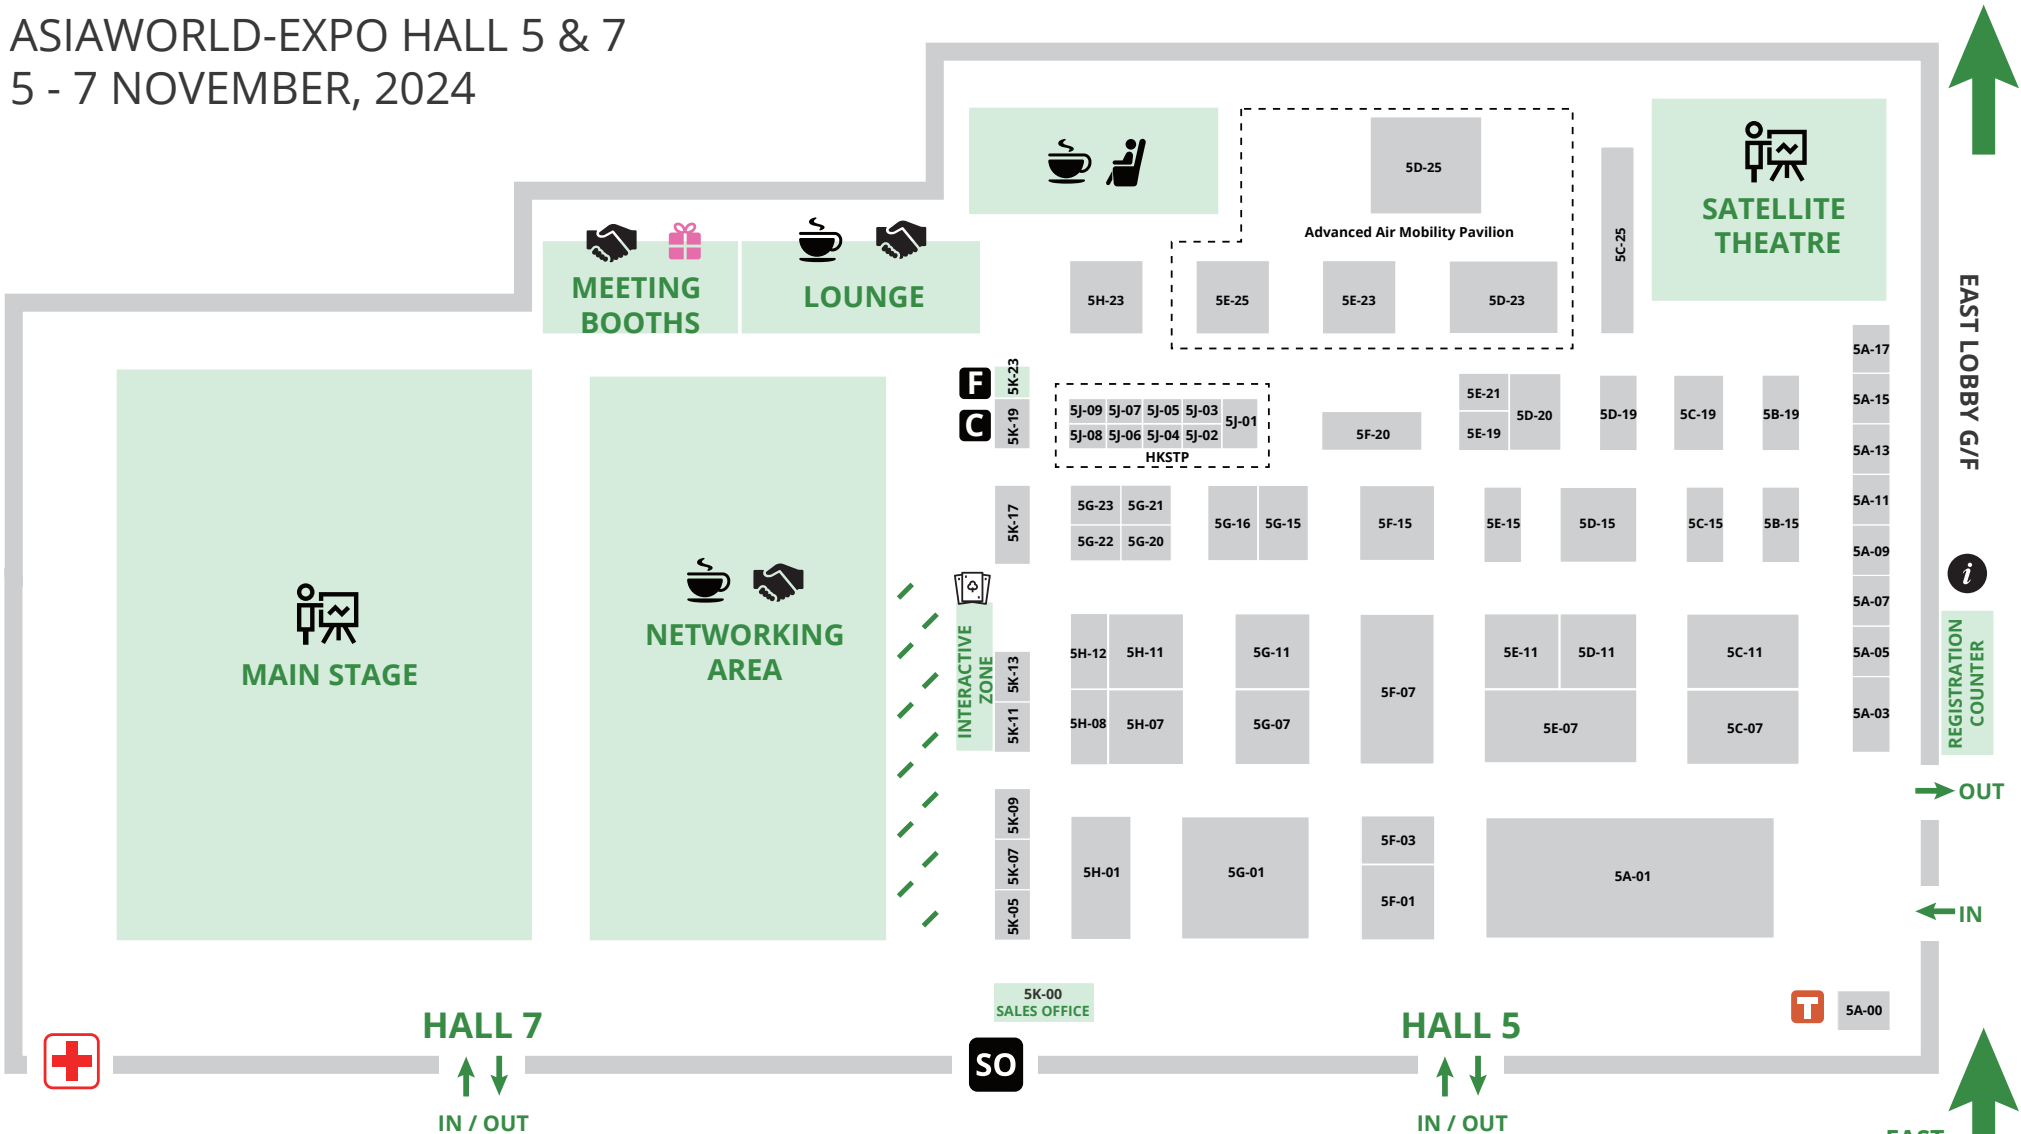 ASIAWORLD-EXPO HALL 5 & 7
5 - 7 NOVEMBER, 2024
5D-25
SATELLITE
THEATRE
Advanced Air Mobility Pavilion
5C-25
MEETING
BOOTHS
LOUNGE
5H-23
5E-25
5E-23
5D-23
EAST LOBBY G/F
5A-17
5A-15
5A-13
5A-11
5A-09
5A-07
5A-05
5A-03
F
5K-23
C
5K-19
5J-09 5J-07 5J-05 5J-03
5J-01
5J-08 5J-06 5J-04 5J-02
HKSTP
5F-20
5E-21
5E-19
5D-20
5D-19
5C-19
5B-19
5K-17
5G-23 5G-21
5G-22 5G-20
5G-16 5G-15
5F-15
5E-15
5D-15
5C-15
5B-15
i
MAIN STAGE
NETWORKING
AREA
INTERACTIVE
ZONE
5K-13
5K-11
5H-12 5H-11
5H-08 5H-07
5G-11
5G-07
5F-07
5E-11 5D-11
5E-07
5C-11
5C-07
REGISTRATION
COUNTER
OUT
5K-09
5K-07
5K-05
5H-01
5G-01
5F-03
5F-01
5A-01
IN
5K-00
SALES OFFICE
T
5A-00
HALL 7
HALL 5
SO
IN / OUT
IN / OUT
EAST